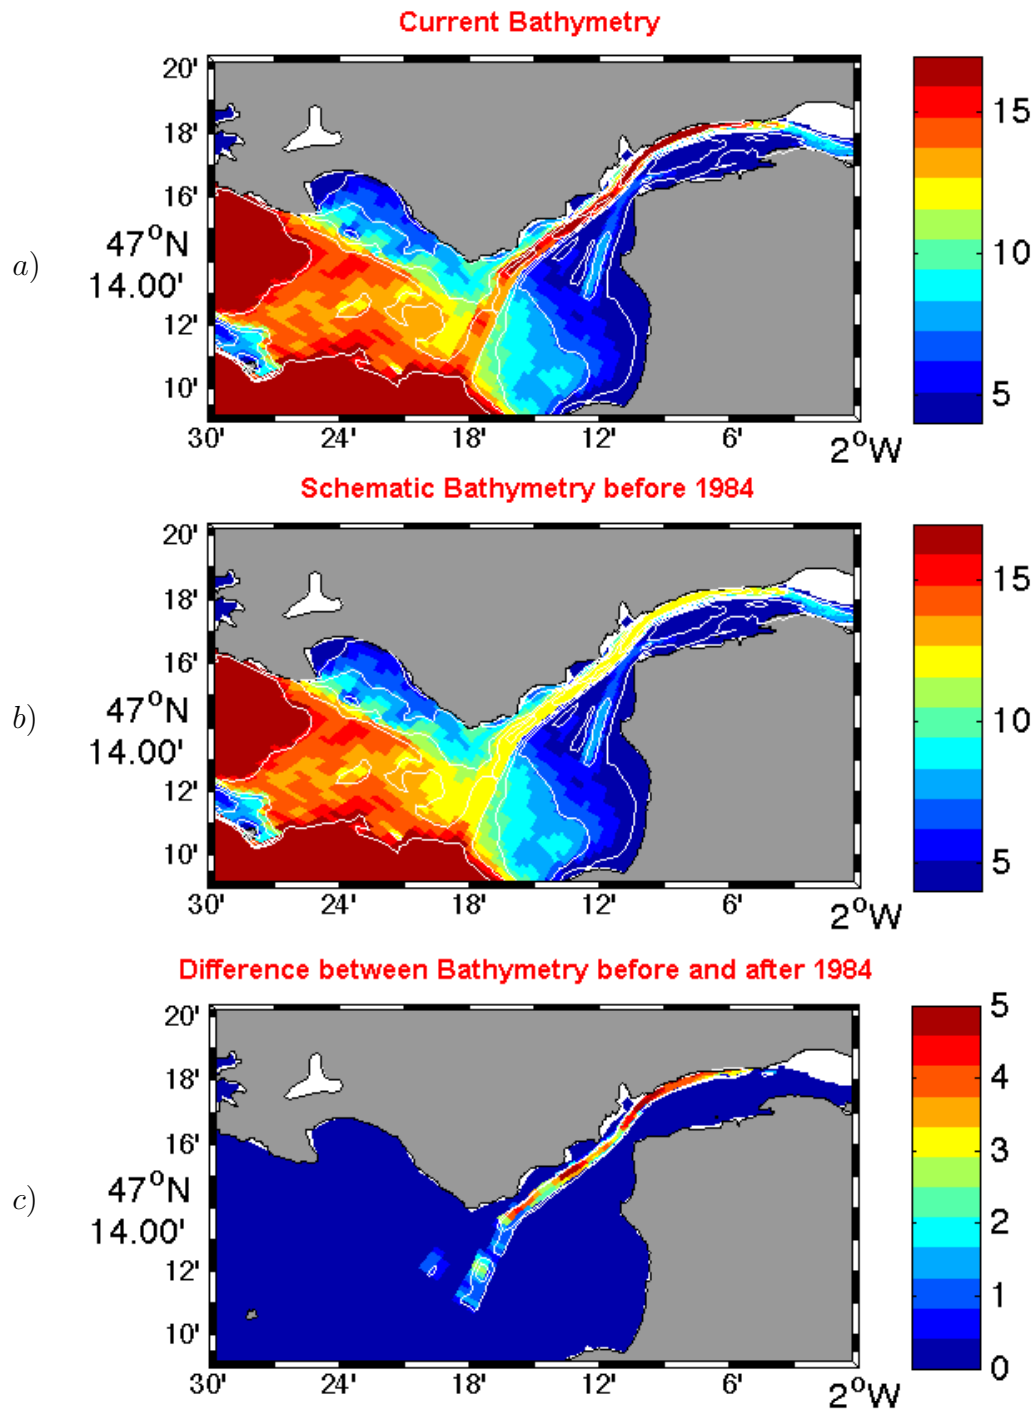 Current Bathymetry
20'
18'
16'
47°N
14.00'
12'
10'
30' 24' 18' 12' 6' 2°W
15
10
5
a)
Schematic Bathymetry before 1984
20'
18'
16'
47°N
14.00'
12'
10'
30' 24' 18' 12' 6' 2°W
15
10
5
b)
Difference between Bathymetry before and after 1984
20'
18'
16'
47°N
14.00'
12'
10'
30' 24' 18' 12' 6' 2°W
5
4
3
2
1
0
c)